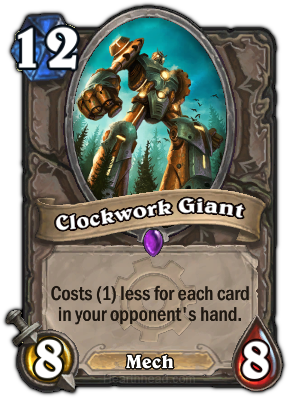 12
Clockwork Giant
Costs (1) less for each card
in your opponent's hand.
8
Mech
8